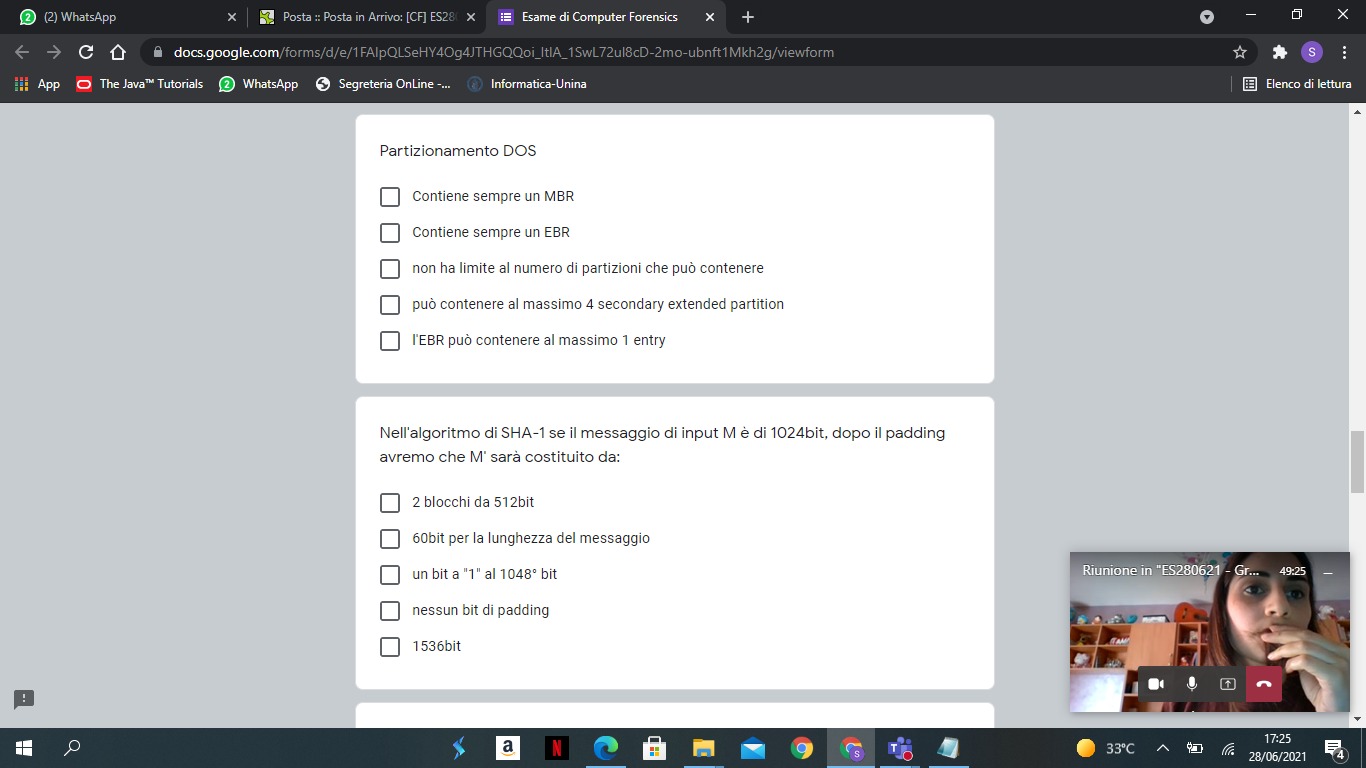 (2) WhatsApp
Posta :: Posta in Arrivo: [CF] ES28
Esame di Computer Forensics
docs.google.com/forms/d/e/1FAIpQLSeHY4Og4JTHGQQoi_ltIA_1SwL72ul8cD-2mo-ubnft1Mkh2g/viewform
S
App
The Java™ Tutorials
2
WhatsApp
Segreteria OnLine -...
Informatica-Unina
Elenco di lettura
Partizionamento DOS
Contiene sempre un MBR
Contiene sempre un EBR
non ha limite al numero di partizioni che può contenere
può contenere al massimo 4 secondary extended partition
l'EBR può contenere al massimo 1 entry
Nell'algoritmo di SHA-1 se il messaggio di input M è di 1024bit, dopo il padding
avremo che M' sarà costituito da:
2 blocchi da 512bit
60bit per la lunghezza del messaggio
un bit a "1" al 1048° bit
nessun bit di padding
1536bit
Riunione in "ES280621 - Gr... 49:25
33°C
17:25
28/06/2021
4